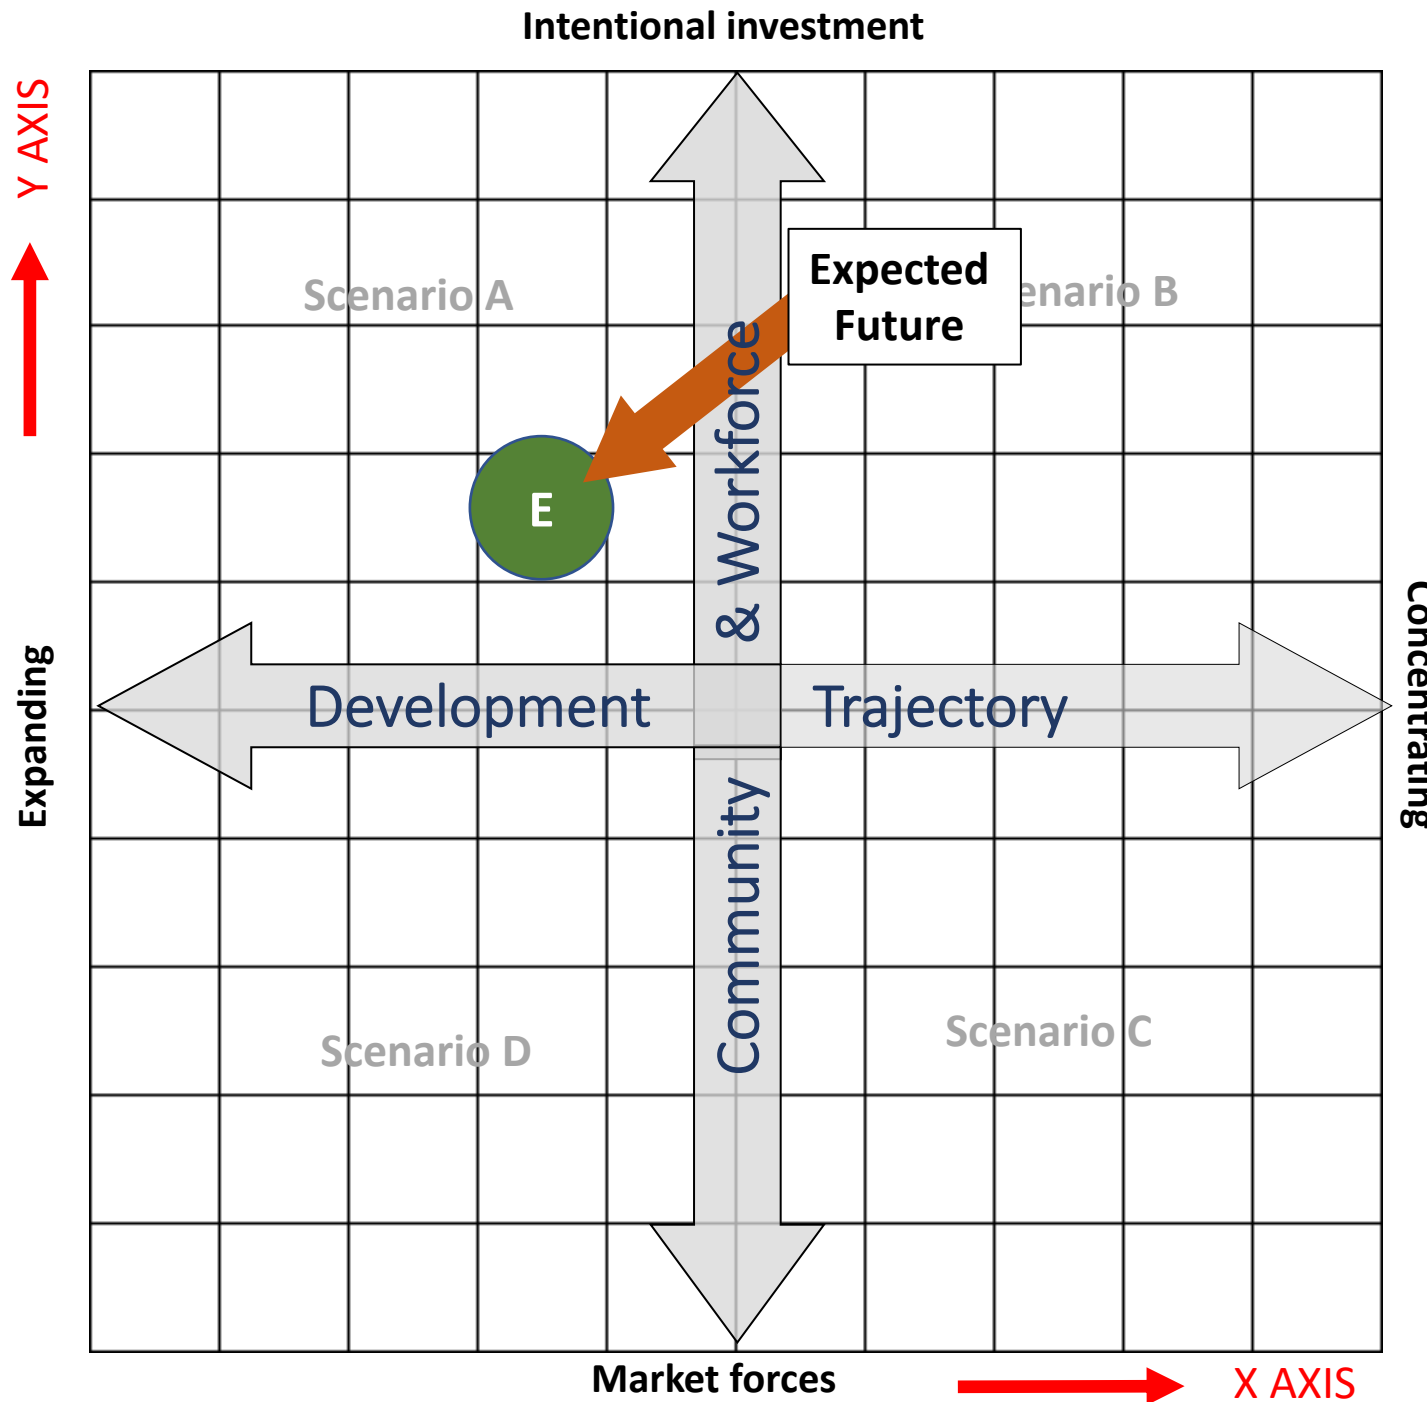 Intentional investment
Y AXIS
Scenario A
Expected
Future
enario B
& Workforce
E
Expanding
Development
Trajectory
Concentrating
Community
Scenario D
Scenario C
Market forces
X AXIS